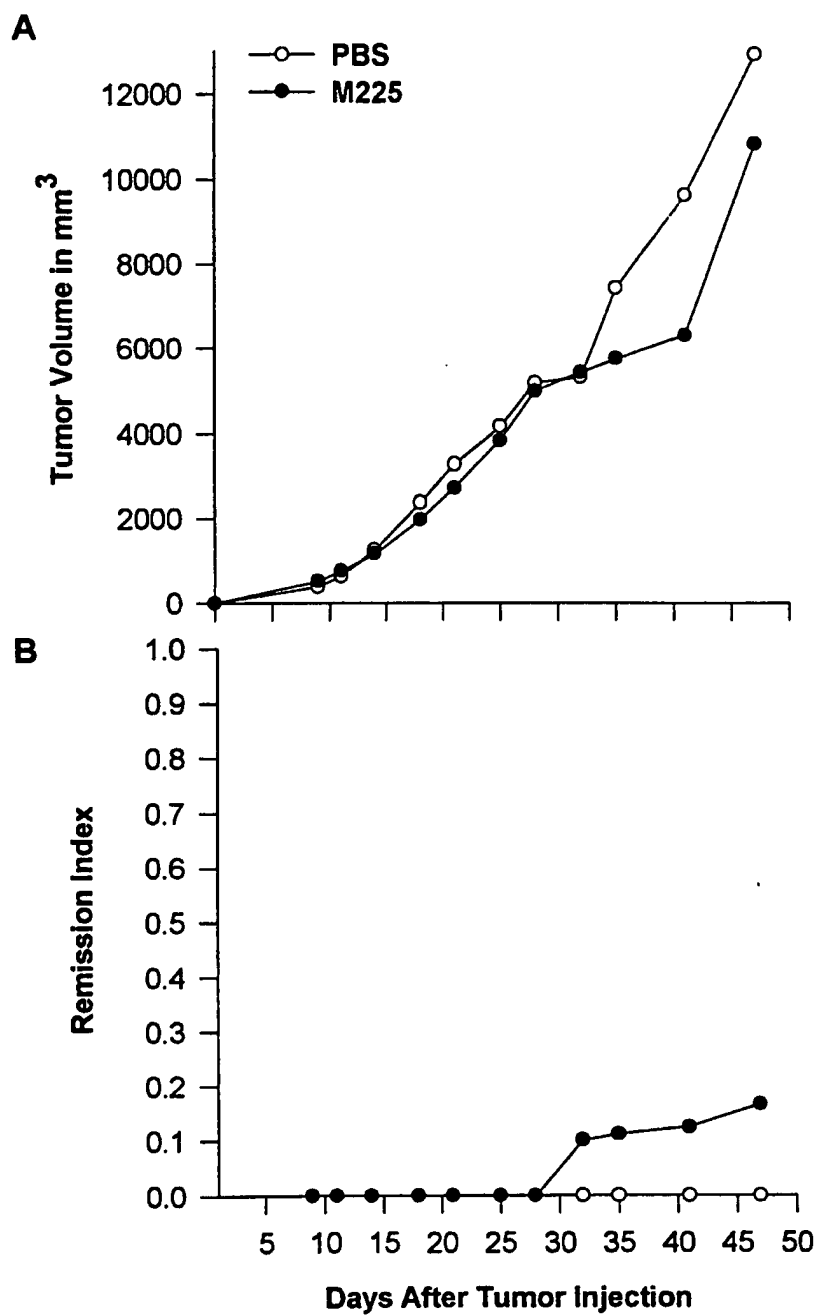 A
PBS
M225
12000
10000
8000
6000
4000
2000
0
Tumor Volume in mm3
B
1.0
0.9
0.8
0.7
0.6
0.5
0.4
0.3
0.2
0.1
0.0
Remission Index
5 10 15 20 25 30 35 40 45 50
Days After Tumor Injection